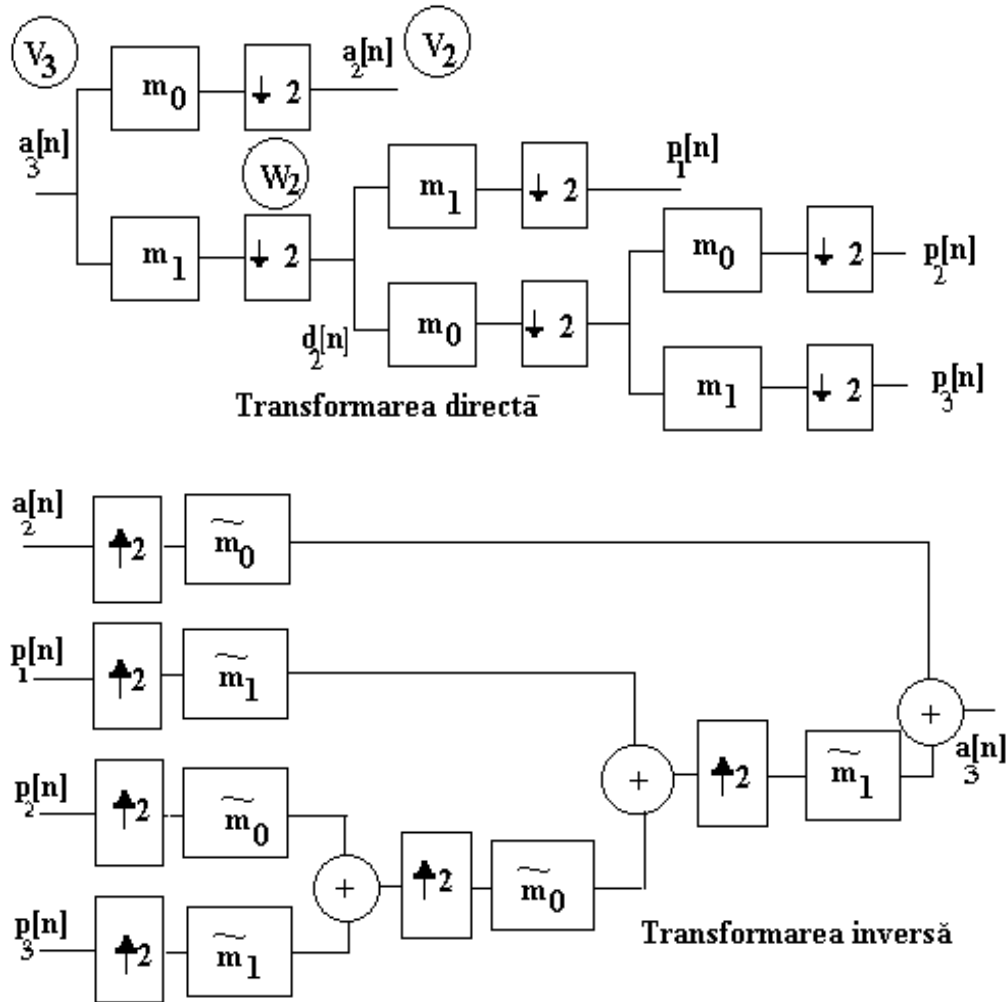 V3
a2[n]
V2
m0
↓ 2
a3[n]
W2
m1
↓ 2
p1[n]
m1
↓ 2
m0
↓ 2
p2[n]
d2[n]
m0
↓ 2
m1
↓ 2
p3[n]
Transformarea directă
a2[n]
↑2
m̃0
p1[n]
↑2
m̃1
+
+
↑2
m̃1
a3[n]
p2[n]
↑2
m̃0
+
↑2
m̃0
p3[n]
↑2
m̃1
Transformarea inversă